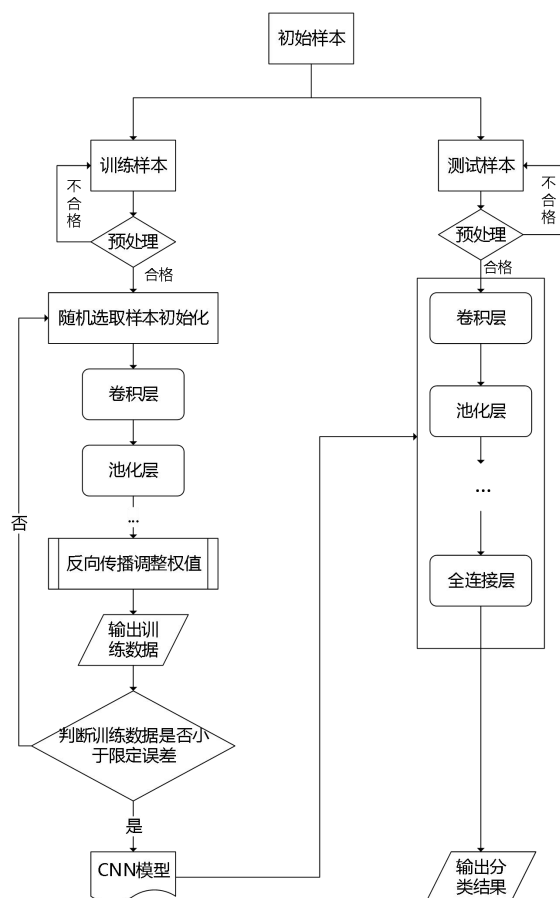 初始样本
训练样本
不
合
格
预处理
合格
随机选取样本初始化
卷积层
池化层
...
反向传播调整权值
输出训
练数据
判断训练数据是否小
于限定误差
否
是
CNN模型
测试样本
不
合
格
预处理
合格
卷积层
池化层
...
全连接层
输出分
类结果